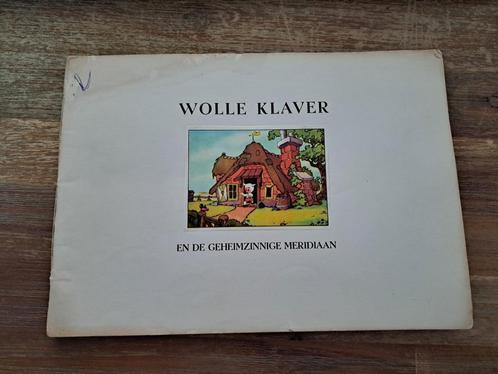 WOLLE KLAVER
EN DE GEHEIMZINNIGE MERIDIAAN